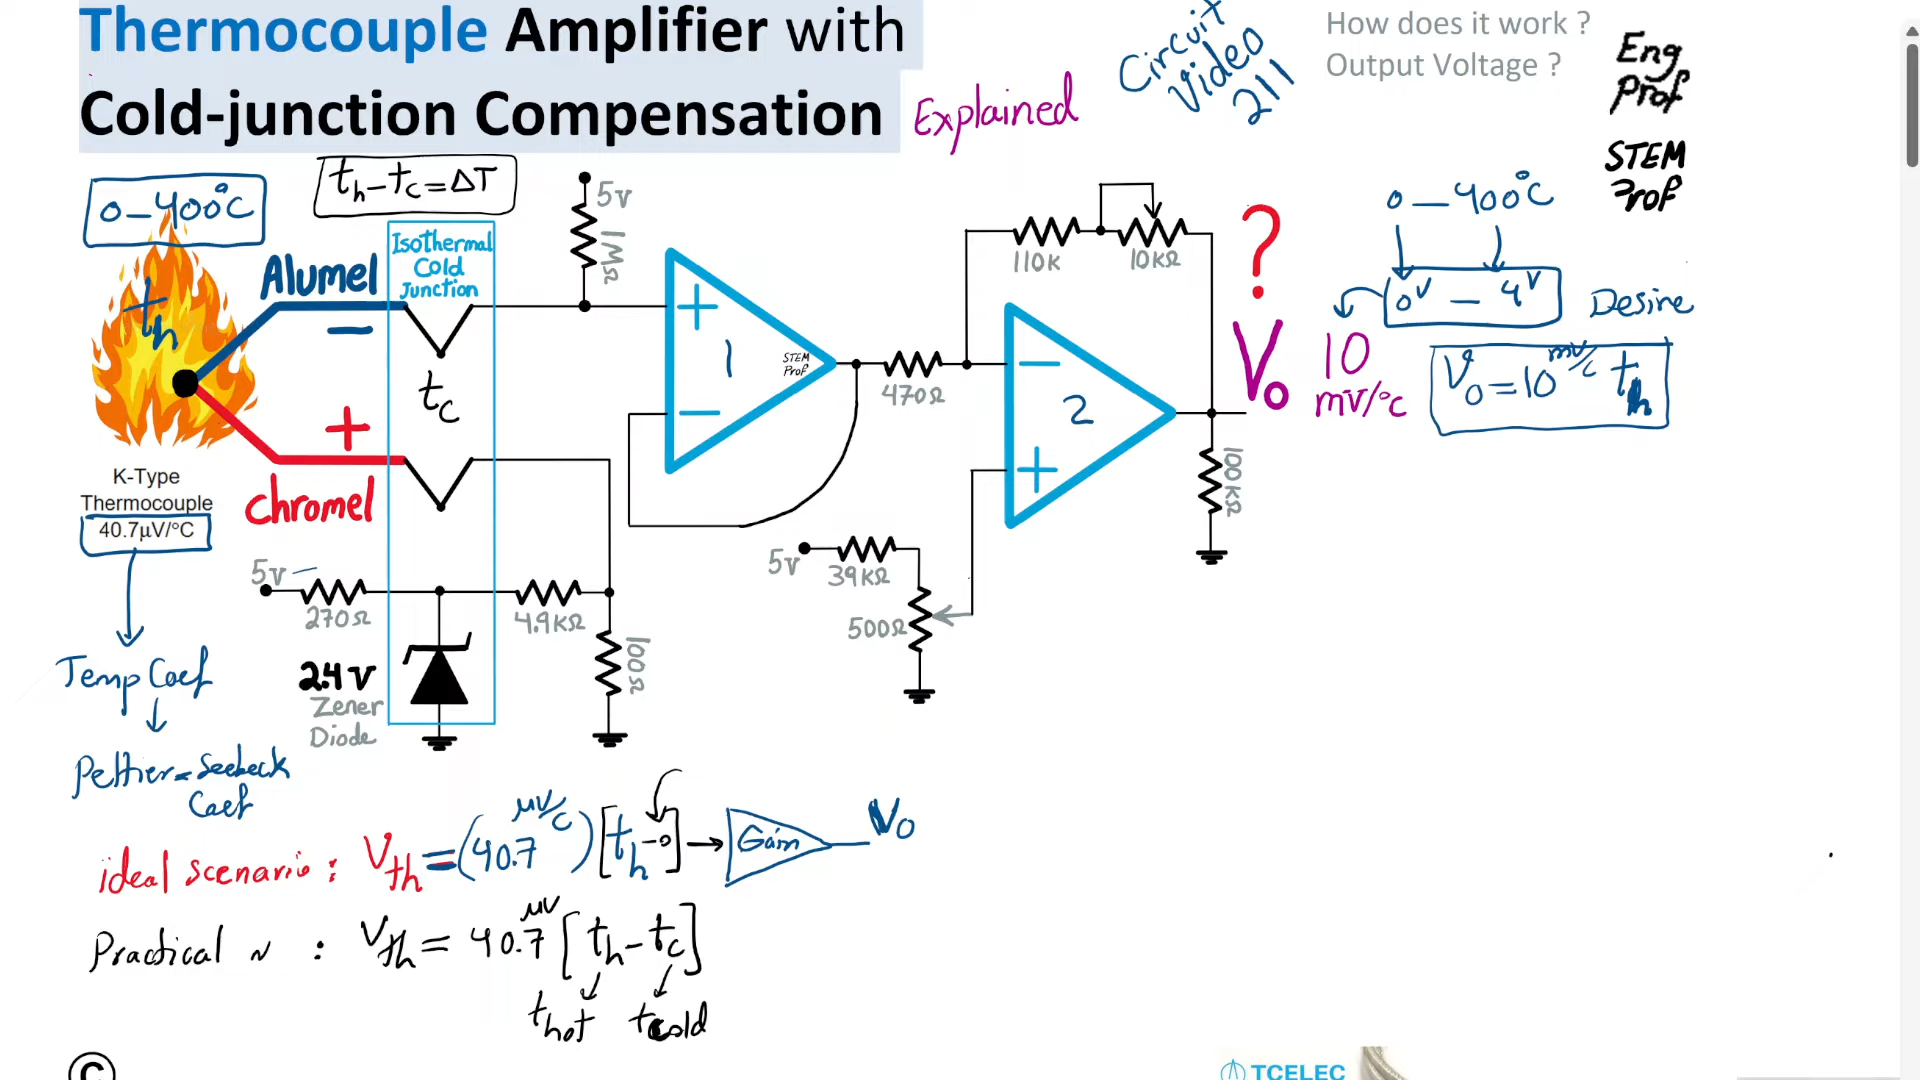 Thermocouple Amplifier with
Cold-junction Compensation
Explained
Circuit
Video
211
How does it work ?
Output Voltage ?
Eng
Prof
STEM
Prof
0-400°C
th-tc=ΔT
5v
1MΩ
Isothermal
Cold
Junction
Alumel
−
th
tc
+
Chromel
K-Type
Thermocouple
40.7µV/°C
+
1
STEM
Prof
−
470Ω
110K
10KΩ
−
2
+
?
Vo
10
mV/°C
0-400°C
0V - 4V
Desire
Vo=10 mV/c th
100KΩ
5v
39KΩ
500Ω
5v
270Ω
4.9KΩ
100Ω
2.4V
Zener
Diode
Temp Coef
Peltier = Seebeck
Coef
ideal scenario : Vth=(40.7 µV/c)[th-0]→ Gain Vo
Practical ~ : Vth= 40.7 µV [th-tc]
thot tcold
©
TCELEC